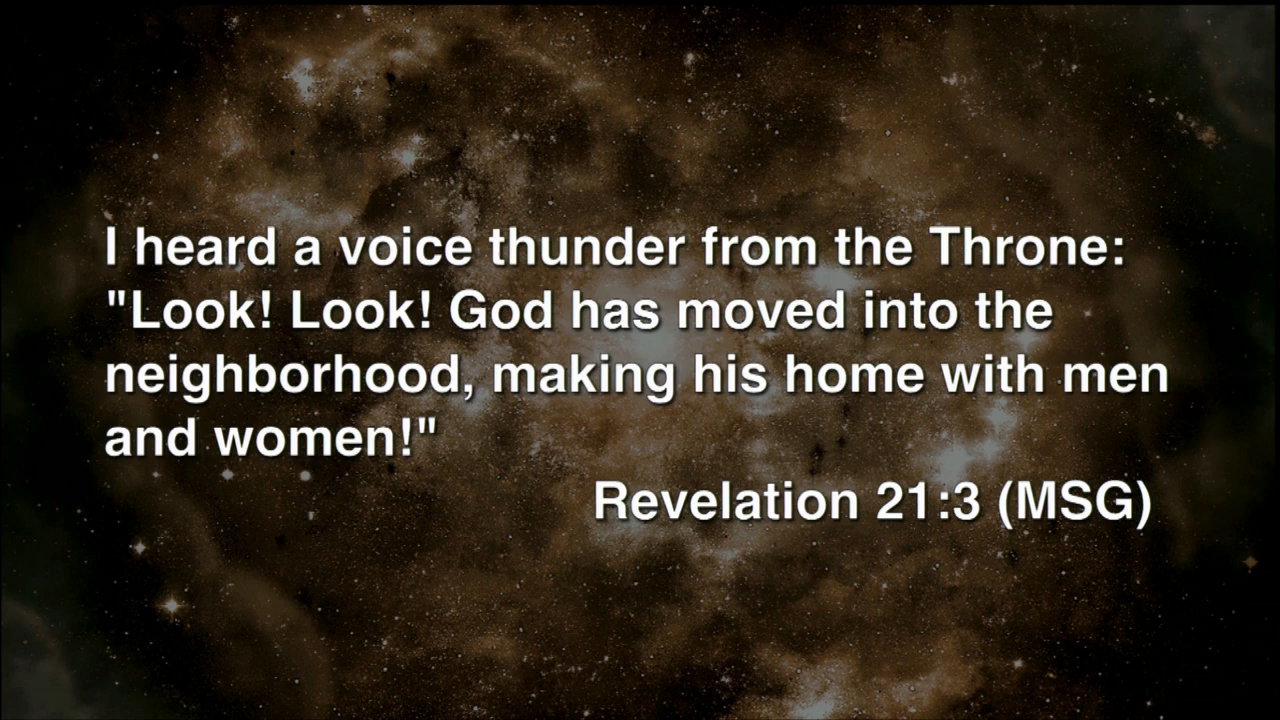 I heard a voice thunder from the Throne:
"Look! Look! God has moved into the
neighborhood, making his home with men
and women!"
Revelation 21:3 (MSG)